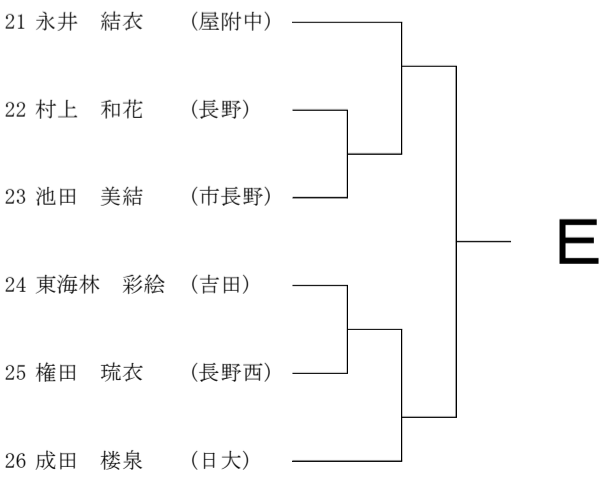 21 永井　結衣　(屋附中)
22 村上　和花　(長野)
23 池田　美結　(市長野)
E
24 東海林　彩絵　(吉田)
25 権田　琉衣　(長野西)
26 成田　楼泉　(日大)